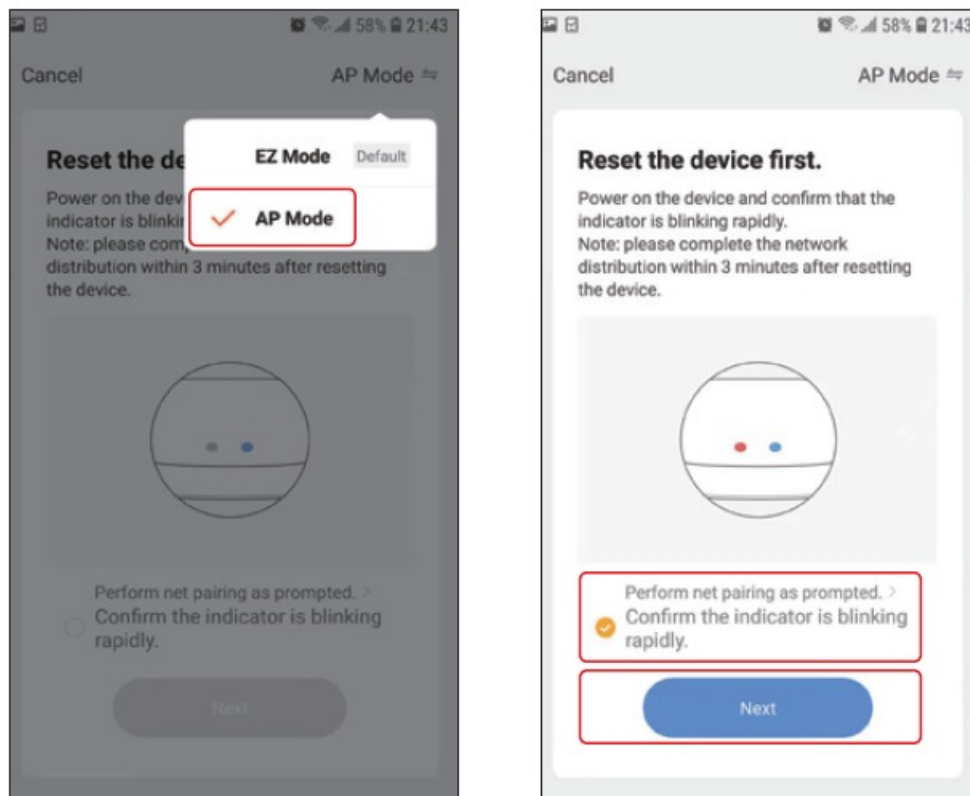 58% 21:43
Cancel
AP Mode
EZ Mode Default
AP Mode
Reset the de
Power on the dev
indicator is blinki
Note: please com
distribution within 3 minutes after resetting
the device.
Perform net pairing as prompted. >
Confirm the indicator is blinking
rapidly.
Next
58% 21:43
Cancel
AP Mode
Reset the device first.
Power on the device and confirm that the
indicator is blinking rapidly.
Note: please complete the network
distribution within 3 minutes after resetting
the device.
Perform net pairing as prompted. >
Confirm the indicator is blinking
rapidly.
Next